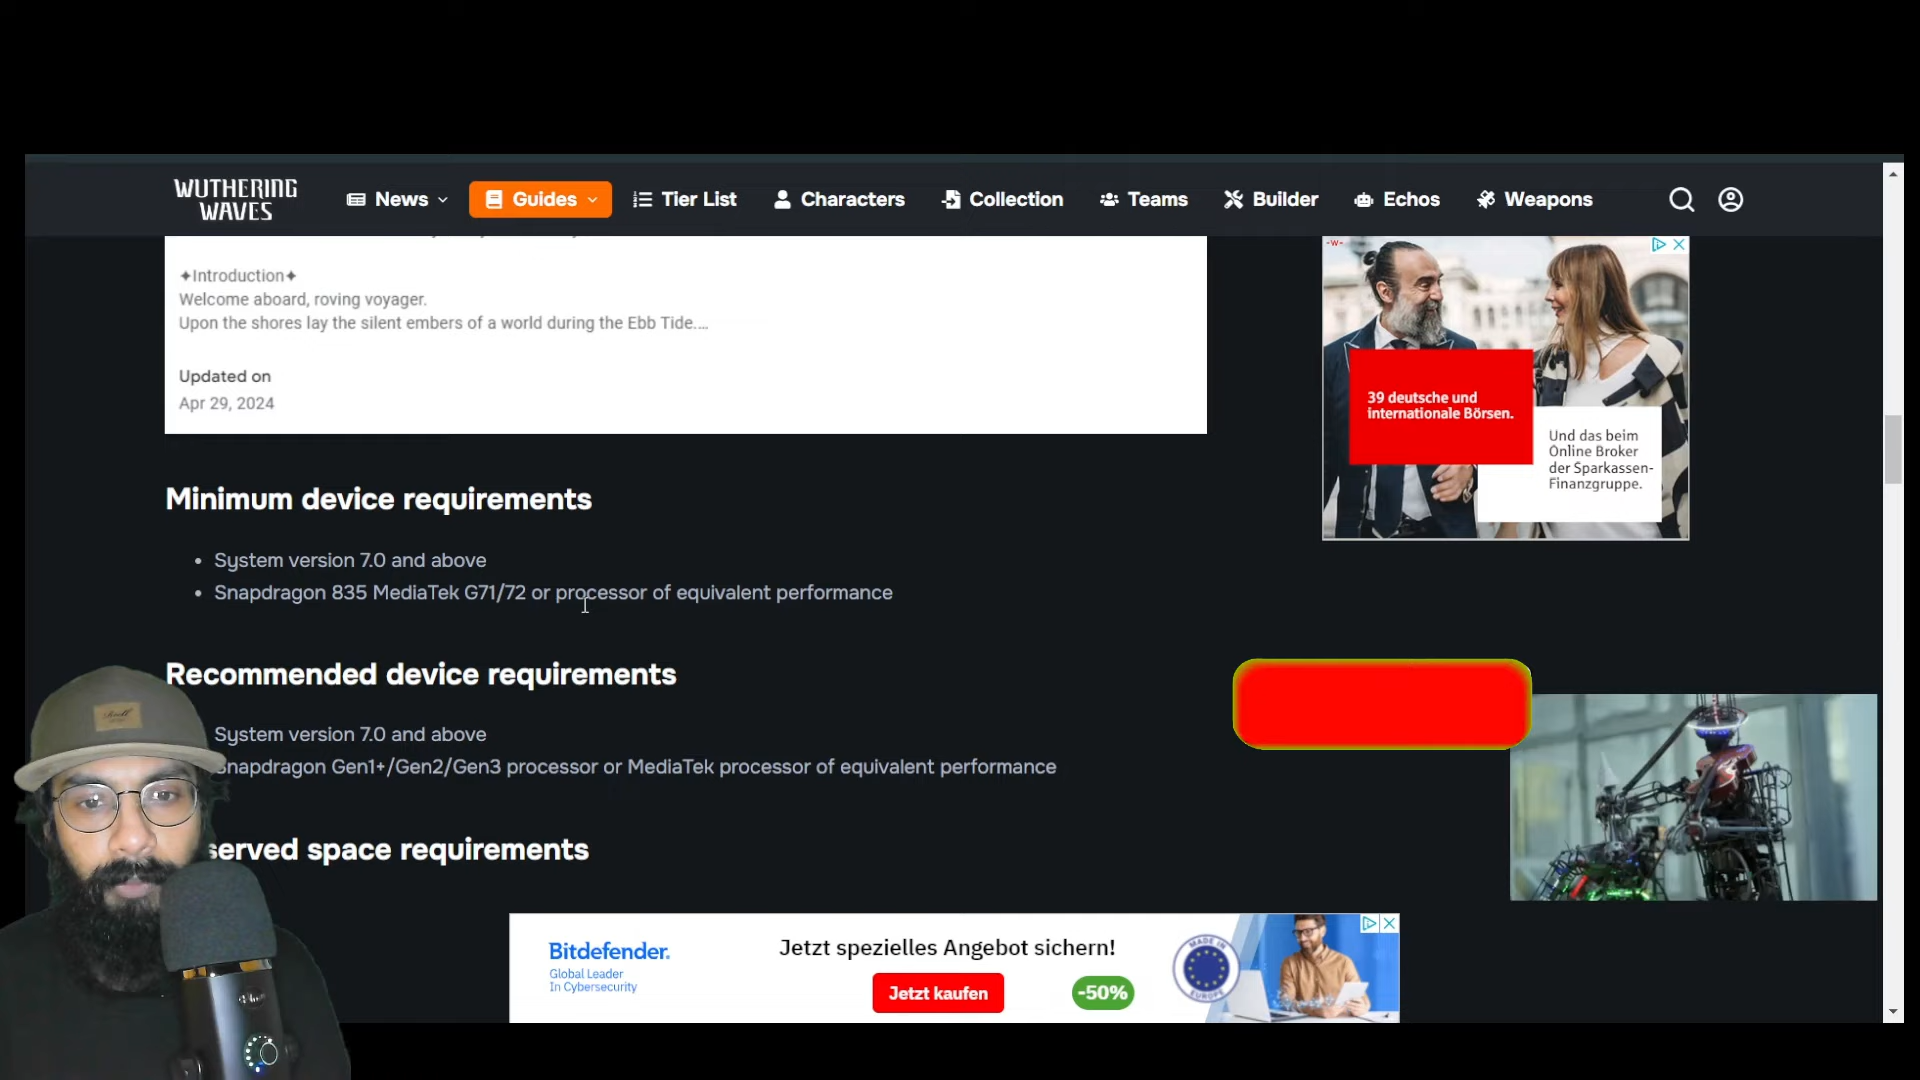 WUTHERING
WAVES
News
Guides
Tier List
Characters
Collection
Teams
Builder
Echos
Weapons
✦Introduction✦
Welcome aboard, roving voyager.
Upon the shores lay the silent embers of a world during the Ebb Tide....
Updated on
Apr 29, 2024
-W-
39 deutsche und
internationale Börsen.
Und das beim
Online Broker
der Sparkassen-
Finanzgruppe.
Minimum device requirements
• System version 7.0 and above
• Snapdragon 835 MediaTek G71/72 or processor of equivalent performance
Recommended device requirements
System version 7.0 and above
Snapdragon Gen1+/Gen2/Gen3 processor or MediaTek processor of equivalent performance
served space requirements
Bitdefender.
Global Leader
In Cybersecurity
Jetzt spezielles Angebot sichern!
Jetzt kaufen
-50%
MADE IN
EUROPE